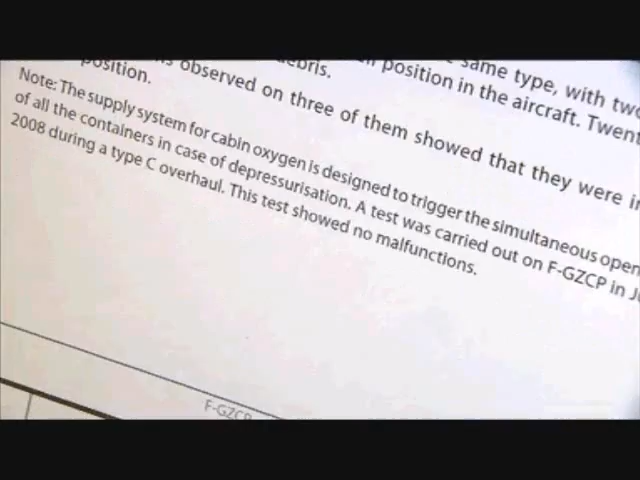 same type, with two
debris.
position in the aircraft. Twent
observed on three of them showed that they were in
position.
Note: The supply system for cabin oxygen is designed to trigger the simultaneous open
of all the containers in case of depressurisation. A test was carried out on F-GZCP in Ju
2008 during a type C overhaul. This test showed no malfunctions.
F-GZCP